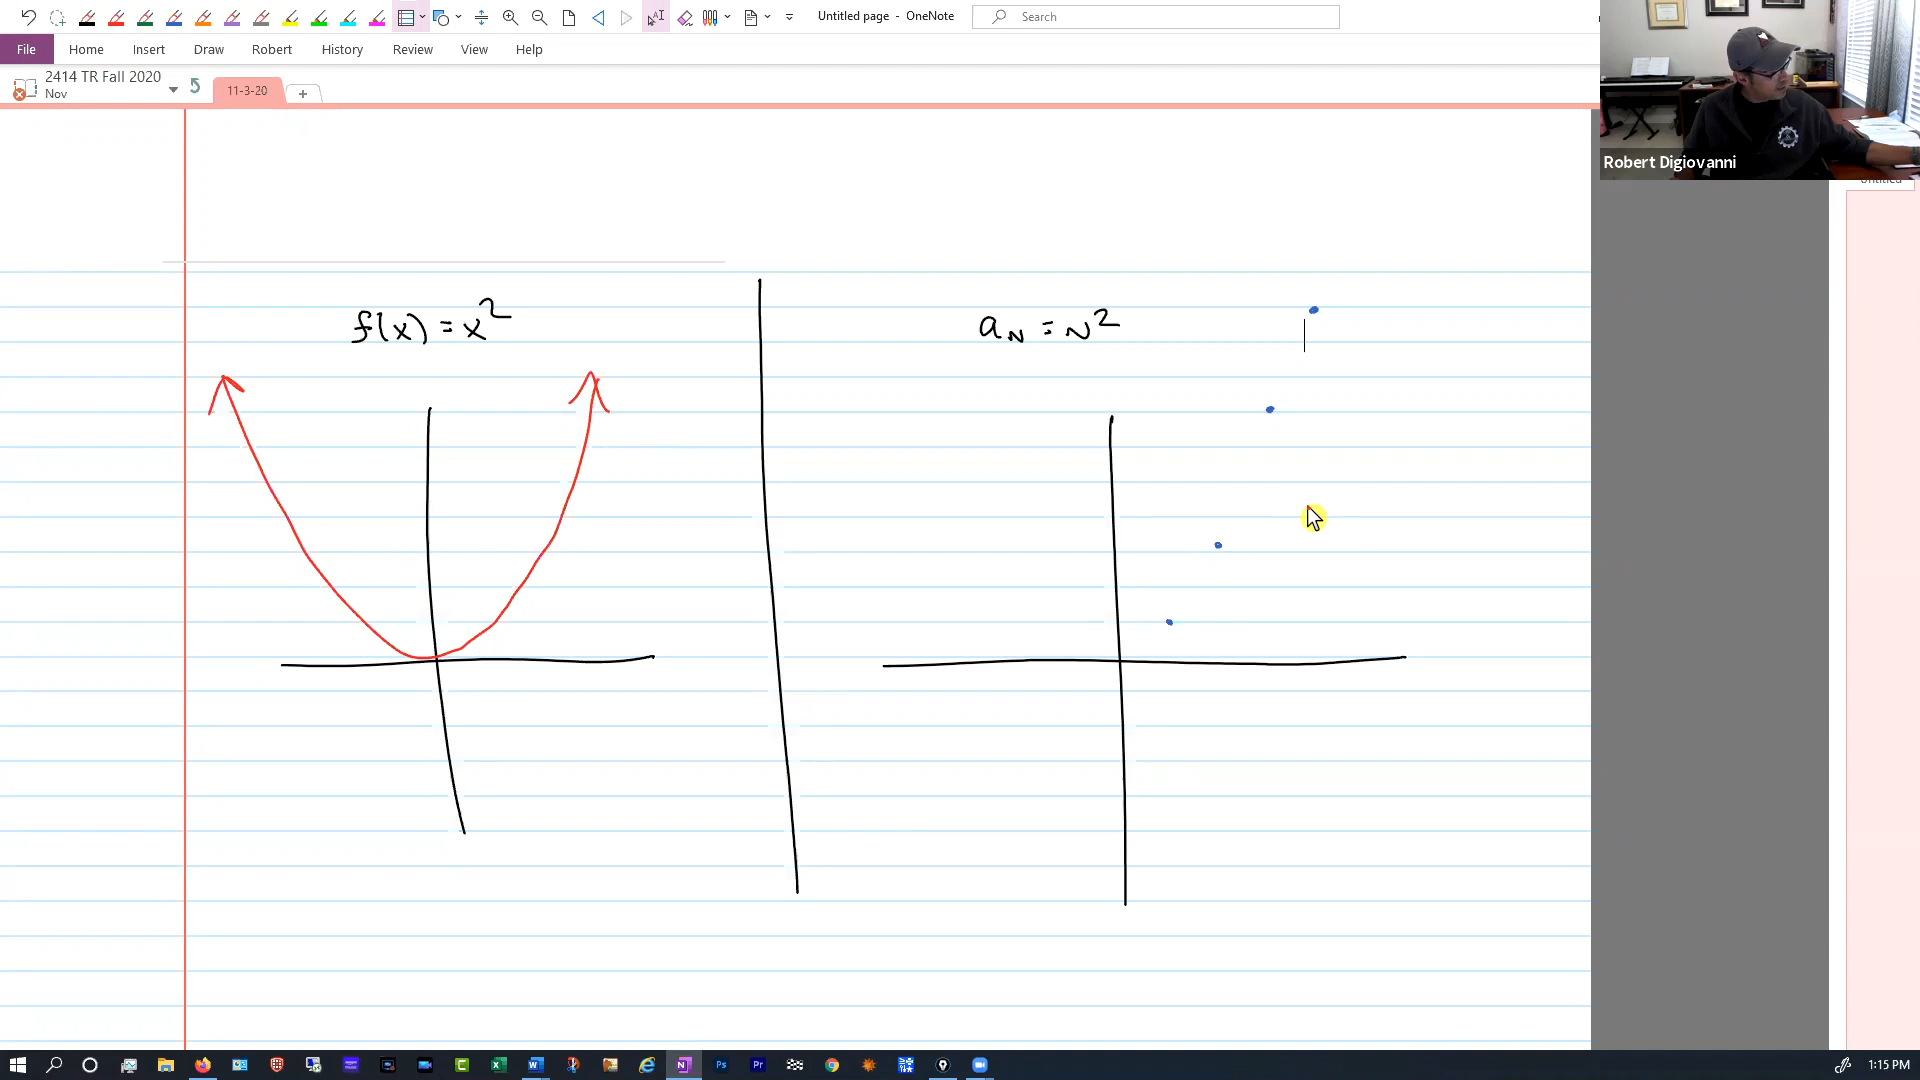 Untitled page - OneNote
Search
File Home Insert Draw Robert History Review View Help
2414 TR Fall 2020
Nov
11-3-20
Robert Digiovanni
Untitled
f(x) = x²
aₙ = N²
1:15 PM